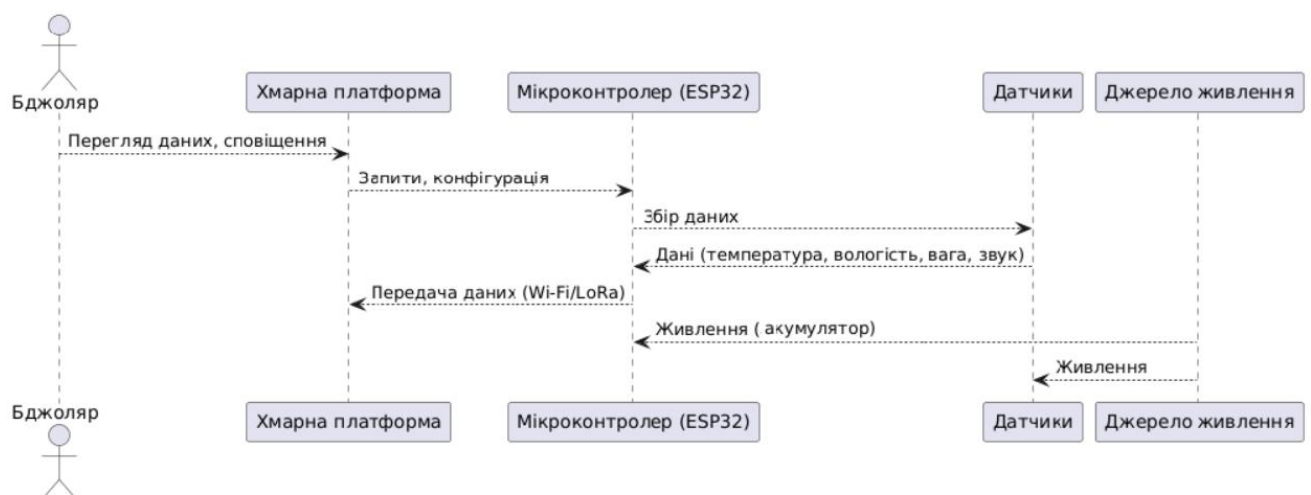 Бджоляр
Хмарна платформа
Мікроконтролер (ESP32)
Датчики
Джерело живлення
Перегляд даних, сповіщення
Запити, конфігурація
Збір даних
Дані (температура, вологість, вага, звук)
Передача даних (Wi-Fi/LoRa)
Живлення ( акумулятор)
Живлення
Бджоляр
Хмарна платформа
Мікроконтролер (ESP32)
Датчики
Джерело живлення